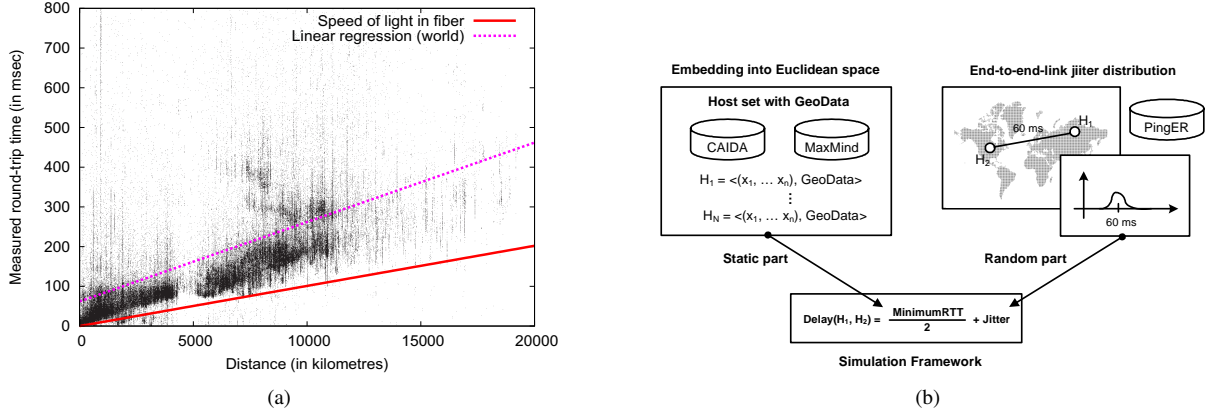 800
700
600
500
400
300
200
100
0
Measured round-trip time (in msec)
Speed of light in fiber
Linear regression (world)
0 5000 10000 15000 20000
Distance (in kilometres)
(a)
Embedding into Euclidean space
Host set with GeoData
CAIDA MaxMind
H1 = <(x1, … xn), GeoData>
⋮
HN = <(x1, … xn), GeoData>
Static part
End-to-end-link jiiter distribution
H1
60 ms
H2
PingER
60 ms
Random part
Delay(H1, H2) = MinimumRTT / 2 + Jitter
Simulation Framework
(b)